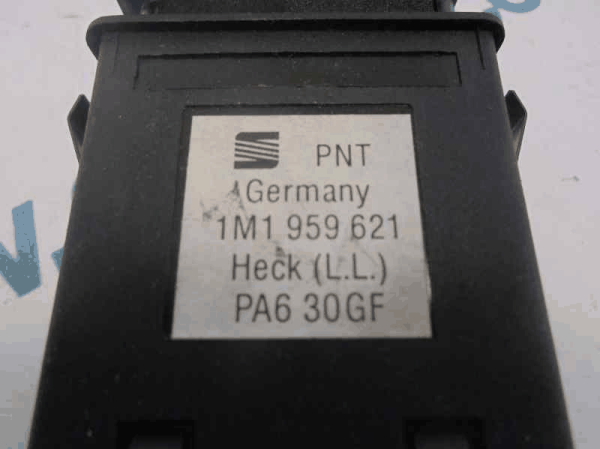 PNT
Germany
1M1 959 621
Heck (L.L.)
PA6 30GF